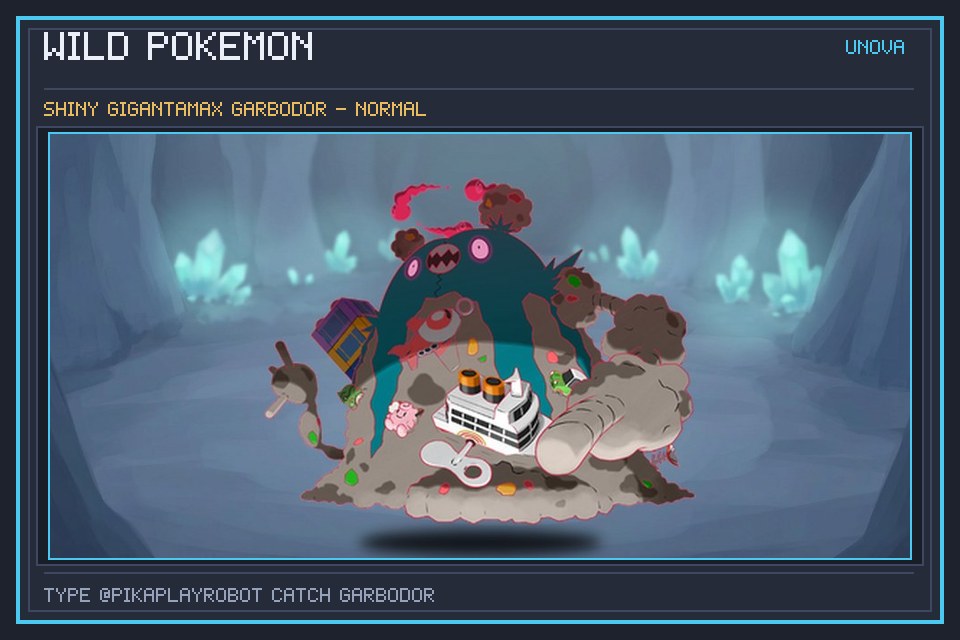 WILD POKEMON
UNOVA
SHINY GIGANTAMAX GARBODOR - NORMAL
TYPE @PIKAPLAYROBOT CATCH GARBODOR